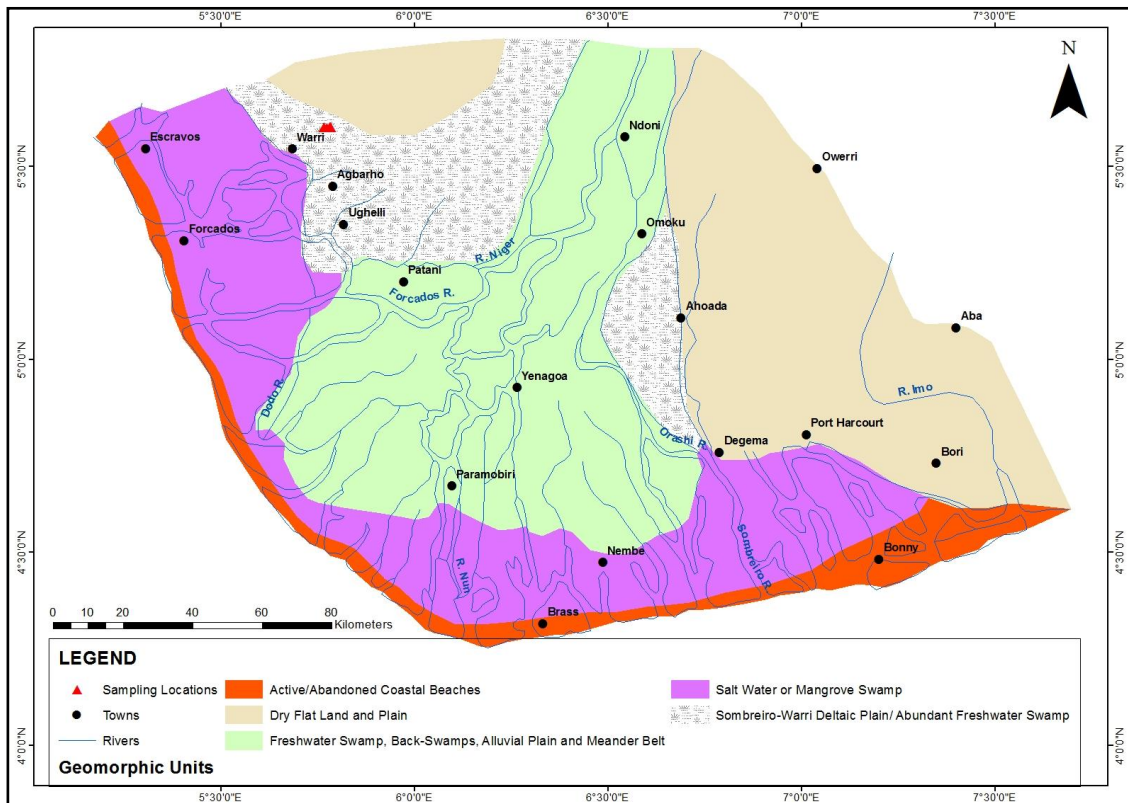 5°30'0"E 6°0'0"E 6°30'0"E 7°0'0"E 7°30'0"E
N
Ndoni
Escravos
Warri
5°30'0"N 5°30'0"N
Owerri
Agbarho
Ughelli
Omoku
Forcados
R. Niger
Patani
Forcados R.
Ahoada
Aba
5°0'0"N 5°0'0"N
Yenagoa
R. Imo
Dodo R.
Port Harcourt
Orashi R.
Degema
Bori
Paramobiri
4°30'0"N 4°30'0"N
Nembe
Bonny
R. Nun
Sombreiro R.
Brass
0 10 20 40 60 80
Kilometers
LEGEND
Sampling Locations Active/Abandoned Coastal Beaches Salt Water or Mangrove Swamp
Towns Dry Flat Land and Plain Sombreiro-Warri Deltaic Plain/ Abundant Freshwater Swamp
Rivers Freshwater Swamp, Back-Swamps, Alluvial Plain and Meander Belt
Geomorphic Units
4°0'0"N 4°0'0"N
5°30'0"E 6°0'0"E 6°30'0"E 7°0'0"E 7°30'0"E